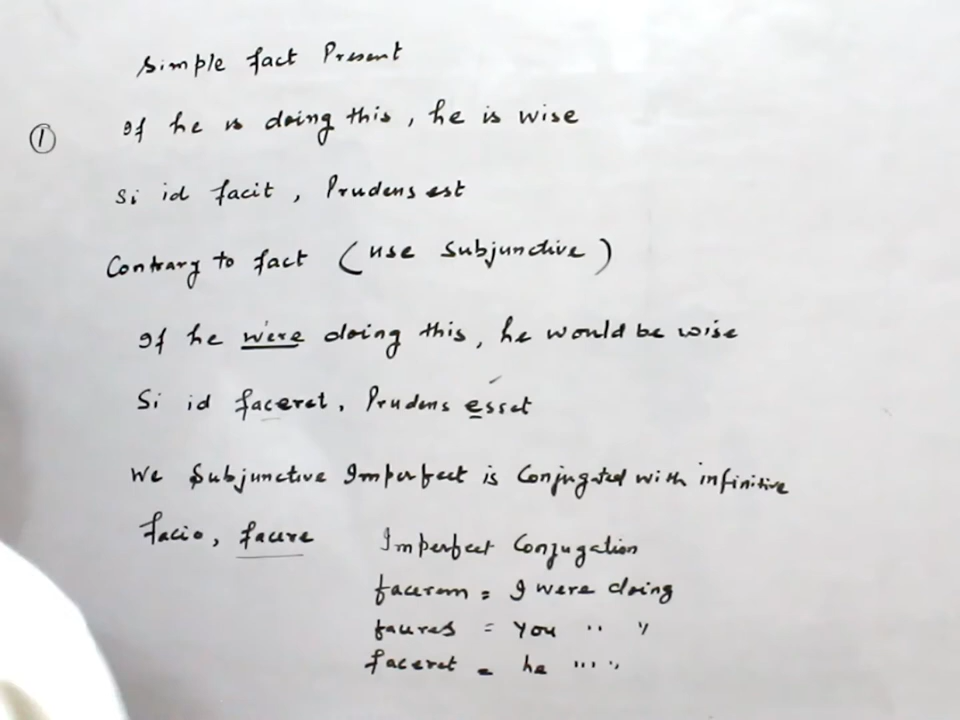 Simple fact Present
① If he is doing this, he is wise
Si id facit, Prudens est
Contrary to fact (use Subjunctive)
If he were doing this, he would be wise
Si id faceret, Prudens esset
We Subjunctive Imperfect is Conjugated with infinitive
facio, facere Imperfect Conjugation
facerem = I were doing
faceres = you " "
faceret = he " "